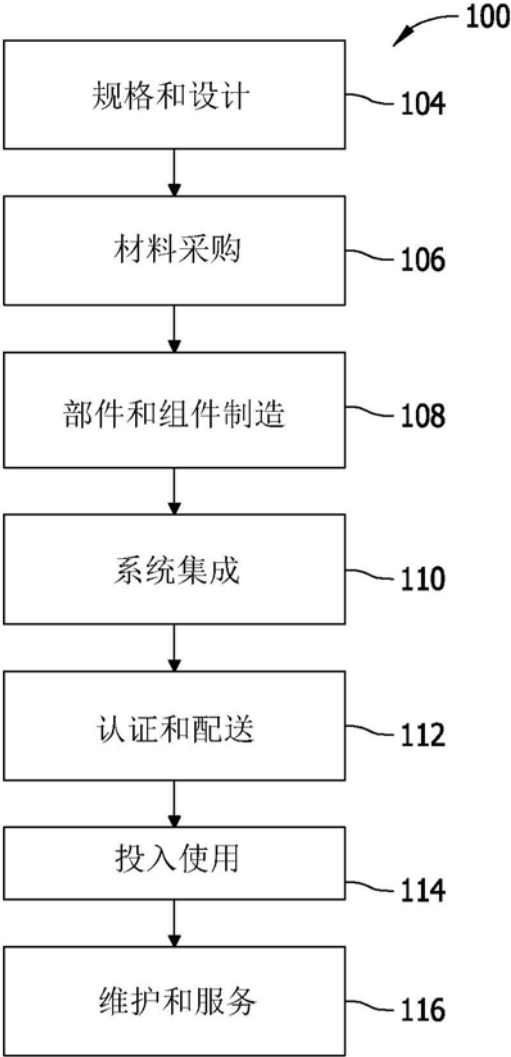 100
规格和设计
104
材料采购
106
部件和组件制造
108
系统集成
110
认证和配送
112
投入使用
114
维护和服务
116